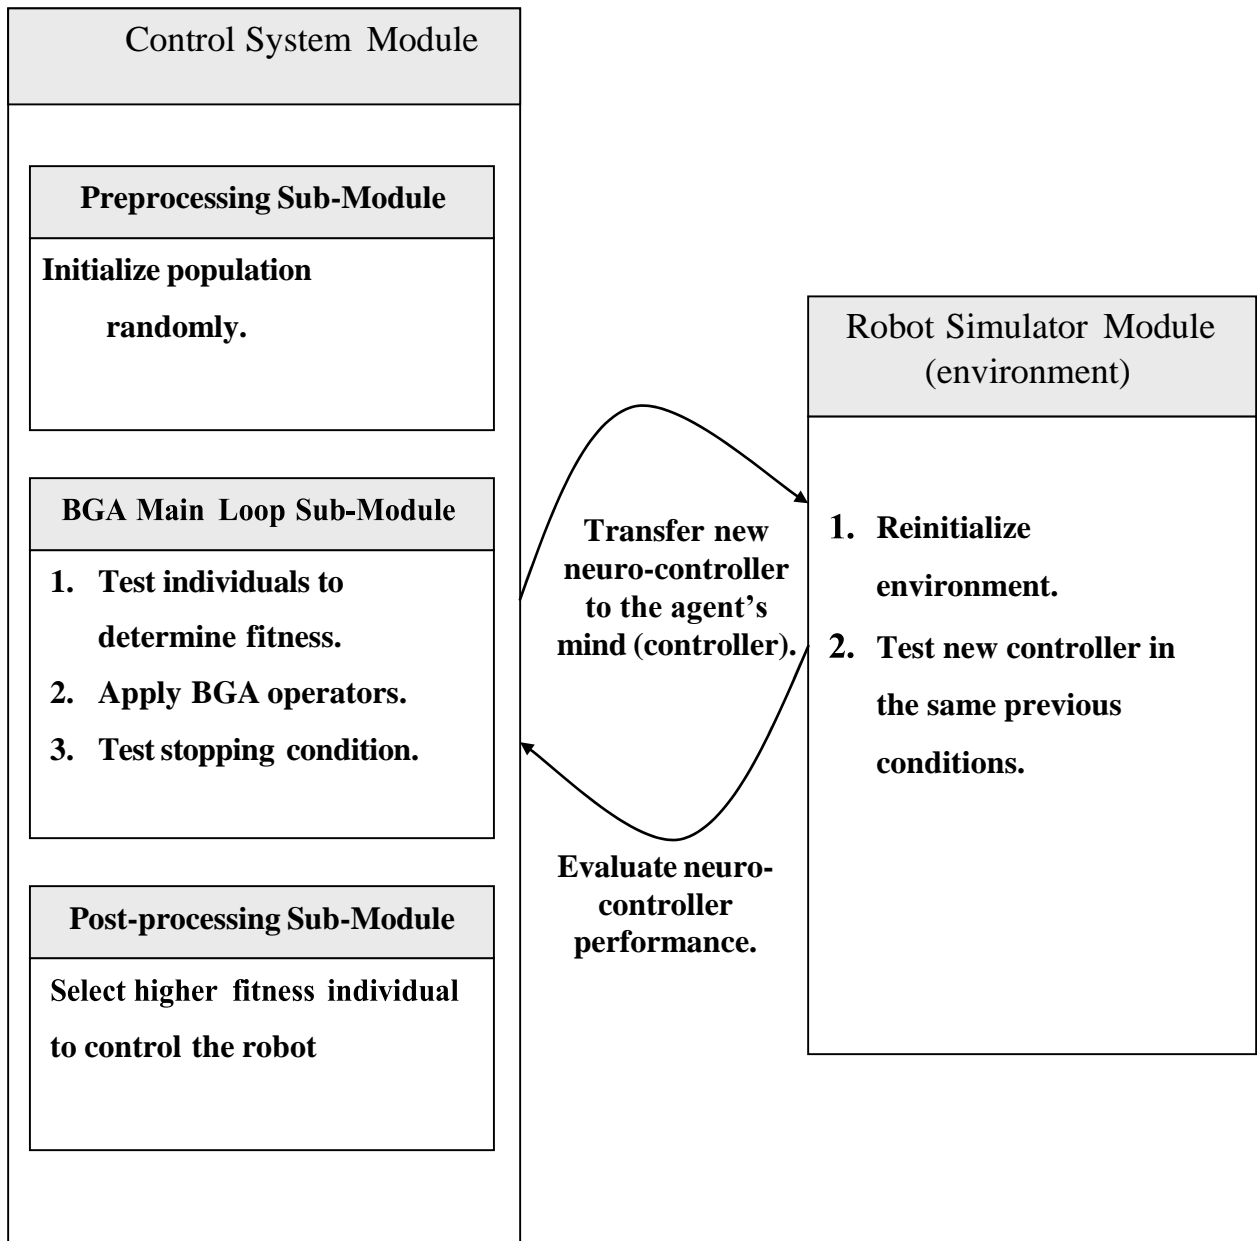 Control System Module
Preprocessing Sub-Module
Initialize population
randomly.
BGA Main Loop Sub-Module
1. Test individuals to
determine fitness.
2. Apply BGA operators.
3. Test stopping condition.
Post-processing Sub-Module
Select higher fitness individual
to control the robot
Transfer new
neuro-controller
to the agent’s
mind (controller).
Evaluate neuro-
controller
performance.
Robot Simulator Module
(environment)
1. Reinitialize
environment.
2. Test new controller in
the same previous
conditions.